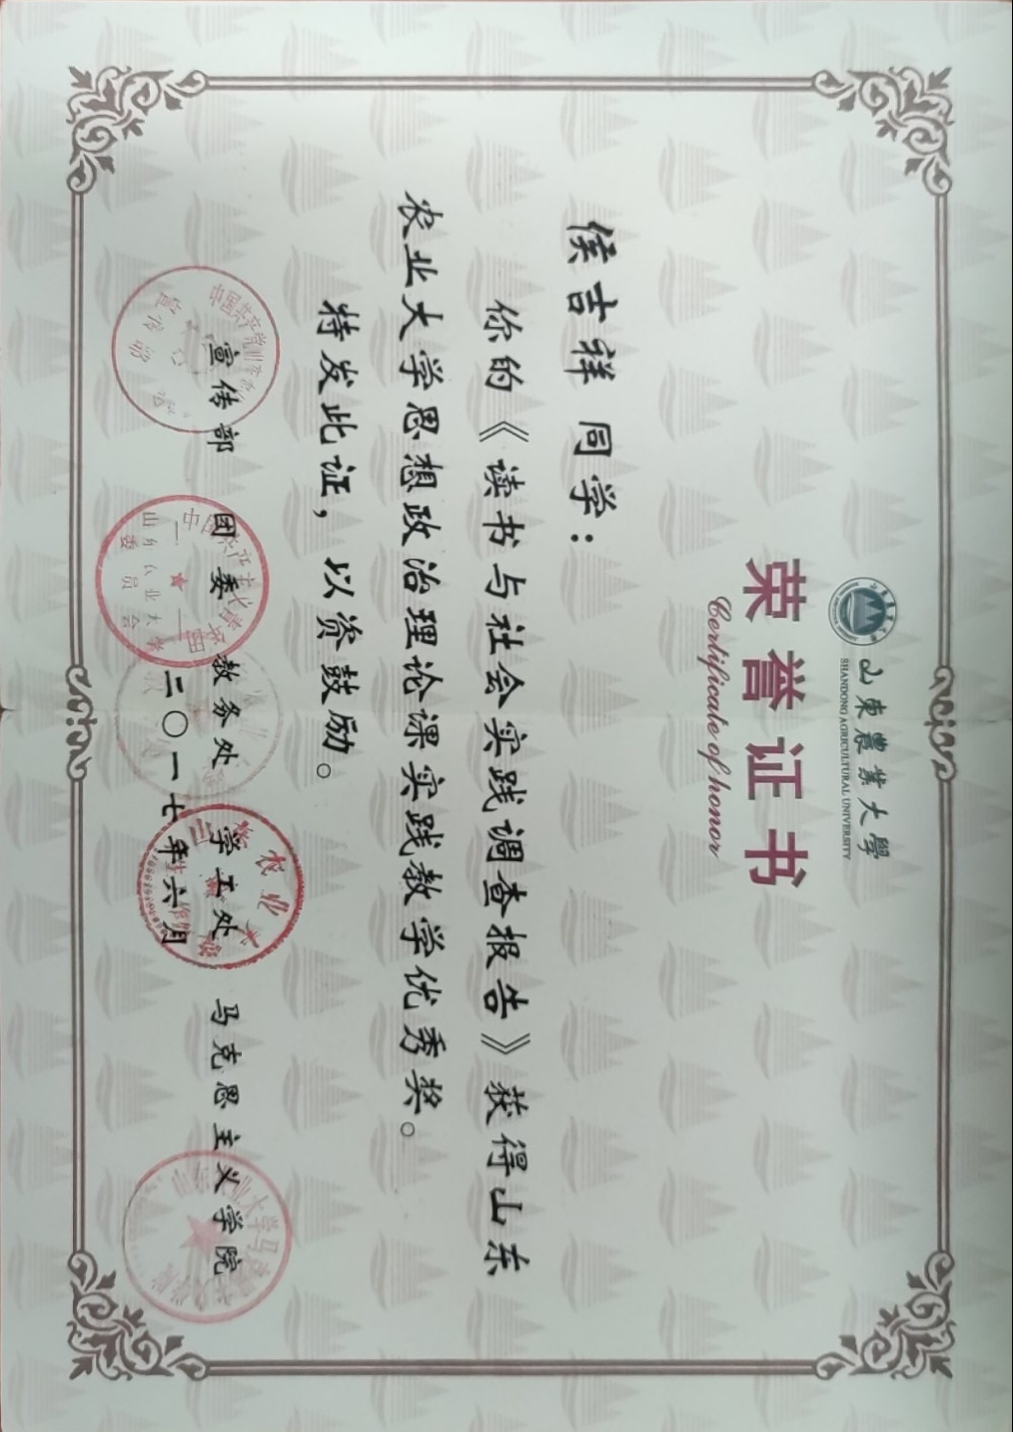 山東農業大學
SHANDONG AGRICULTURAL UNIVERSITY
荣誉证书
Certificate of honor
侯吉祥 同学：
你的《读书与社会实践调查报告》获得山东
农业大学思想政治理论课实践教学优秀奖。
特发此证，以资鼓励。
宣传部 团委 教务处 学工处 马克思主义学院
二〇一七年六月